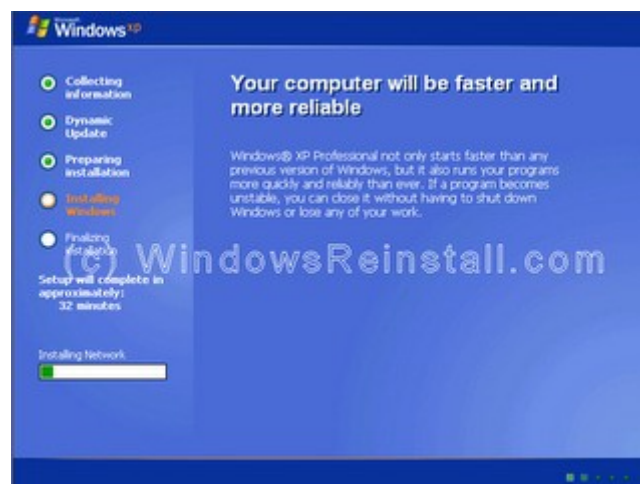 Microsoft
Windows xp
Collecting
information
Dynamic
Update
Preparing
installation
Installing
Windows
Finalizing
installation
Setup will complete in
approximately:
32 minutes
Installing Network
Your computer will be faster and
more reliable
Windows® XP Professional not only starts faster than any
previous version of Windows, but it also runs your programs
more quickly and reliably than ever. If a program becomes
unstable, you can close it without having to shut down
Windows or lose any of your work.
(c) WindowsReinstall.com